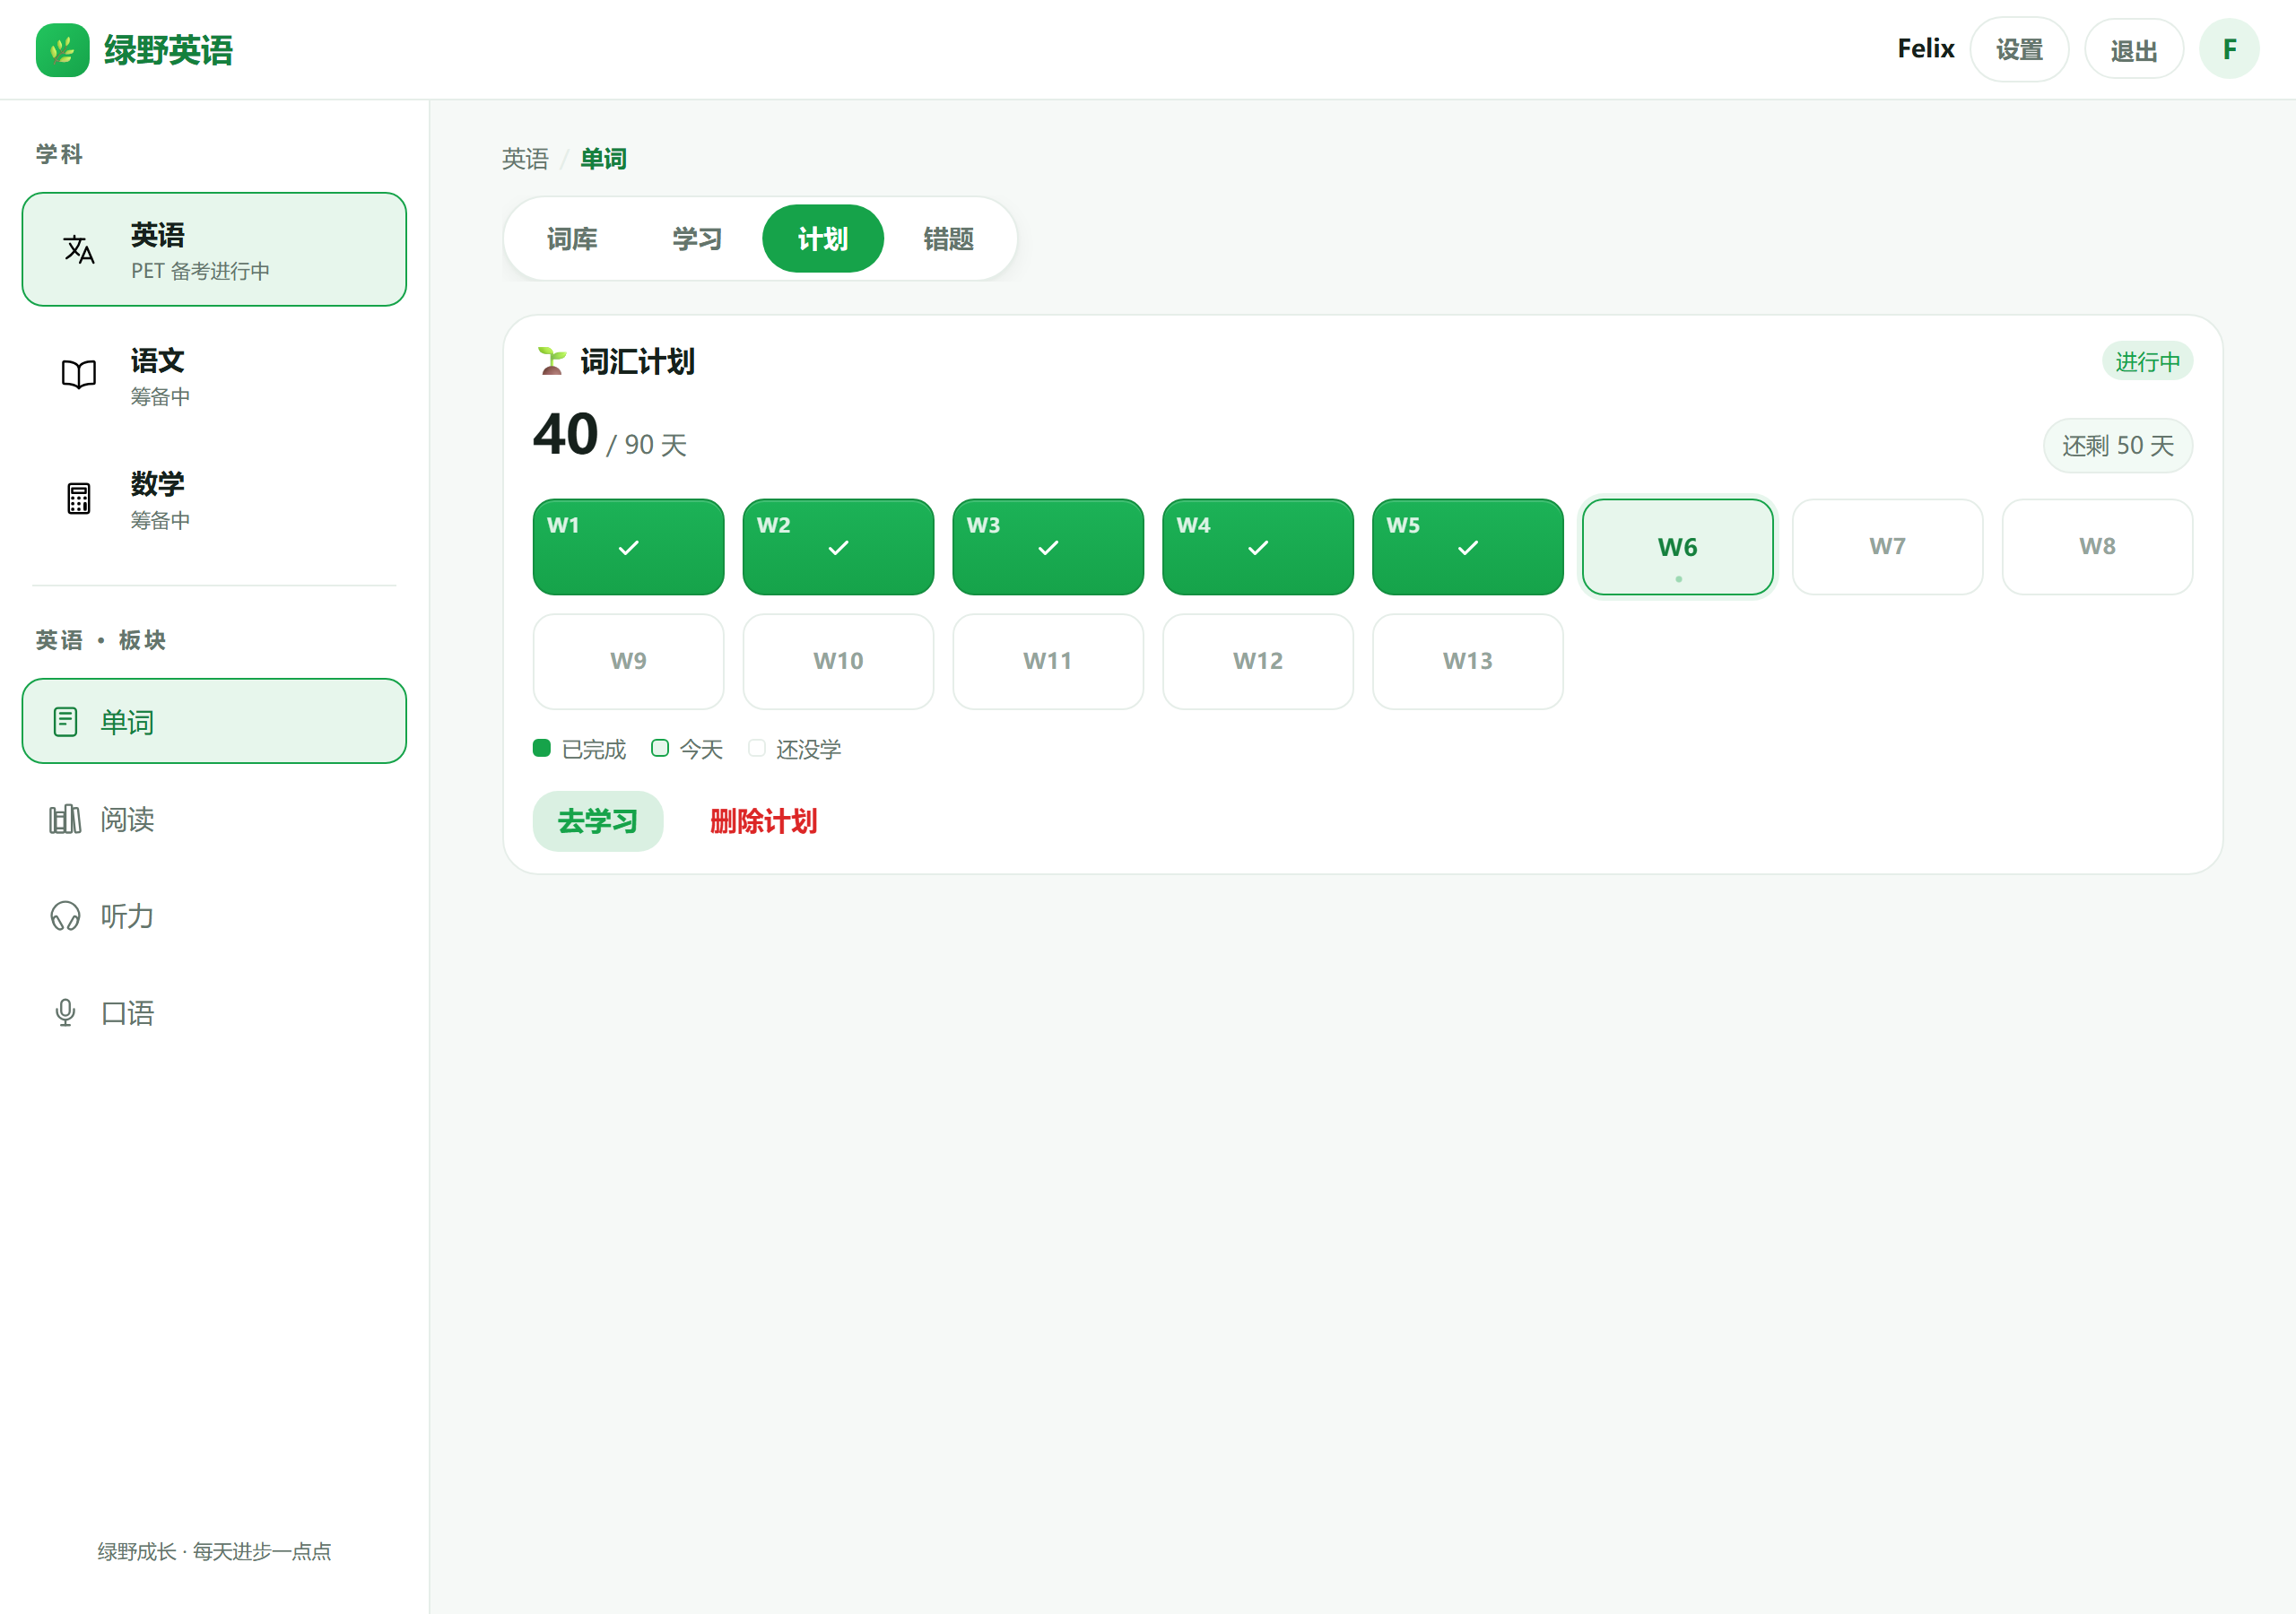 绿野英语
Felix 设置 退出 F
学科
英语
PET 备考进行中
语文
筹备中
数学
筹备中
英语 · 板块
单词
阅读
听力
口语
绿野成长 · 每天进步一点点
英语 / 单词
词库 学习 计划 错题
词汇计划 进行中
40 / 90 天 还剩 50 天
W1 W2 W3 W4 W5 W6 W7 W8
W9 W10 W11 W12 W13
已完成 今天 还没学
去学习 删除计划